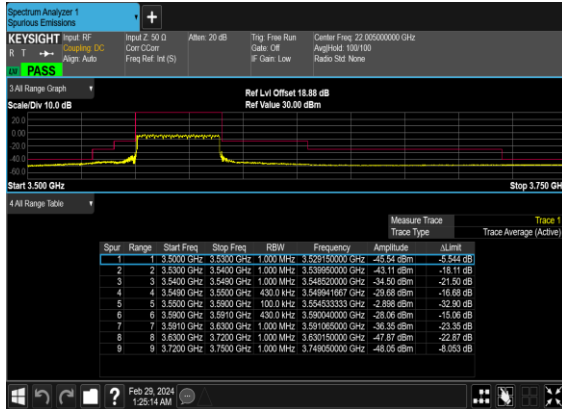 Spectrum Analyzer 1
Spurious Emissions
KEYSIGHT
R T
PASS
Input: RF
Coupling: DC
Align: Auto
Input Z: 50 Ω
Corr CCorr
Freq Ref: Int (S)
Atten: 20 dB
Trig: Free Run
Gate: Off
IF Gain: Low
Center Freq: 22.005000000 GHz
Avg|Hold: 100/100
Radio Std: None
3 All Range Graph
Scale/Div 10.0 dB
Ref Lvl Offset 18.88 dB
Ref Value 30.00 dBm
20.0
0.00
-20.0
-40.0
-60.0
Start 3.500 GHz
Stop 3.750 GH
4 All Range Table
Measure Trace Trace 1
Trace Type Trace Average (Active)
Spur Range Start Freq Stop Freq RBW Frequency Amplitude ΔLimit
1 1 3.5000 GHz 3.5300 GHz 1.000 MHz 3.529150000 GHz -45.54 dBm -5.544 dB
2 2 3.5300 GHz 3.5400 GHz 1.000 MHz 3.539950000 GHz -43.11 dBm -18.11 dB
3 3 3.5400 GHz 3.5490 GHz 1.000 MHz 3.548520000 GHz -34.50 dBm -21.50 dB
4 4 3.5490 GHz 3.5500 GHz 430.0 kHz 3.549941667 GHz -29.68 dBm -16.68 dB
5 5 3.5500 GHz 3.5900 GHz 100.0 kHz 3.554533333 GHz -2.898 dBm -32.90 dB
6 6 3.5900 GHz 3.5910 GHz 430.0 kHz 3.590040000 GHz -28.06 dBm -15.06 dB
7 7 3.5910 GHz 3.6300 GHz 1.000 MHz 3.591065000 GHz -36.35 dBm -23.35 dB
8 8 3.6300 GHz 3.7200 GHz 1.000 MHz 3.630150000 GHz -47.87 dBm -22.87 dB
9 9 3.7200 GHz 3.7500 GHz 1.000 MHz 3.749050000 GHz -48.05 dBm -8.053 dB
Feb 29, 2024
1:25:14 AM